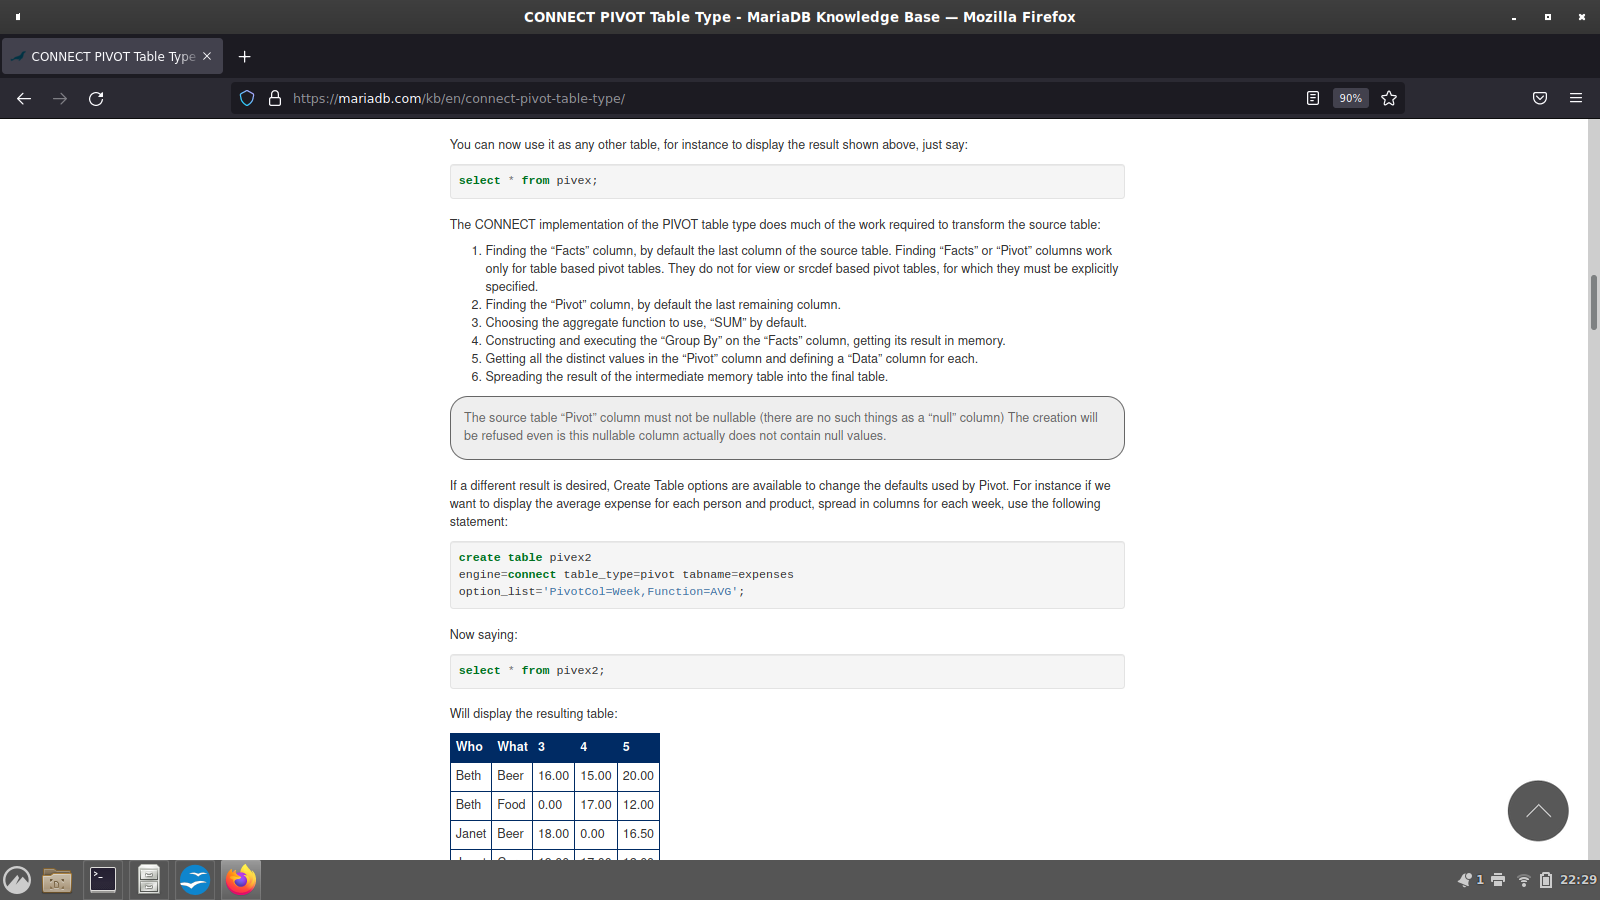 CONNECT PIVOT Table Type - MariaDB Knowledge Base — Mozilla Firefox
CONNECT PIVOT Table Type
https://mariadb.com/kb/en/connect-pivot-table-type/
90%
You can now use it as any other table, for instance to display the result shown above, just say:
select * from pivex;
The CONNECT implementation of the PIVOT table type does much of the work required to transform the source table:
1. Finding the “Facts” column, by default the last column of the source table. Finding “Facts” or “Pivot” columns work
only for table based pivot tables. They do not for view or srcdef based pivot tables, for which they must be explicitly
specified.
2. Finding the “Pivot” column, by default the last remaining column.
3. Choosing the aggregate function to use, “SUM” by default.
4. Constructing and executing the “Group By” on the “Facts” column, getting its result in memory.
5. Getting all the distinct values in the “Pivot” column and defining a “Data” column for each.
6. Spreading the result of the intermediate memory table into the final table.
The source table “Pivot” column must not be nullable (there are no such things as a “null” column) The creation will
be refused even is this nullable column actually does not contain null values.
If a different result is desired, Create Table options are available to change the defaults used by Pivot. For instance if we
want to display the average expense for each person and product, spread in columns for each week, use the following
statement:
create table pivex2
engine=connect table_type=pivot tabname=expenses
option_list='PivotCol=Week,Function=AVG';
Now saying:
select * from pivex2;
Will display the resulting table:
Who What 3 4 5
Beth Beer 16.00 15.00 20.00
Beth Food 0.00 17.00 12.00
Janet Beer 18.00 0.00 16.50
1
22:29